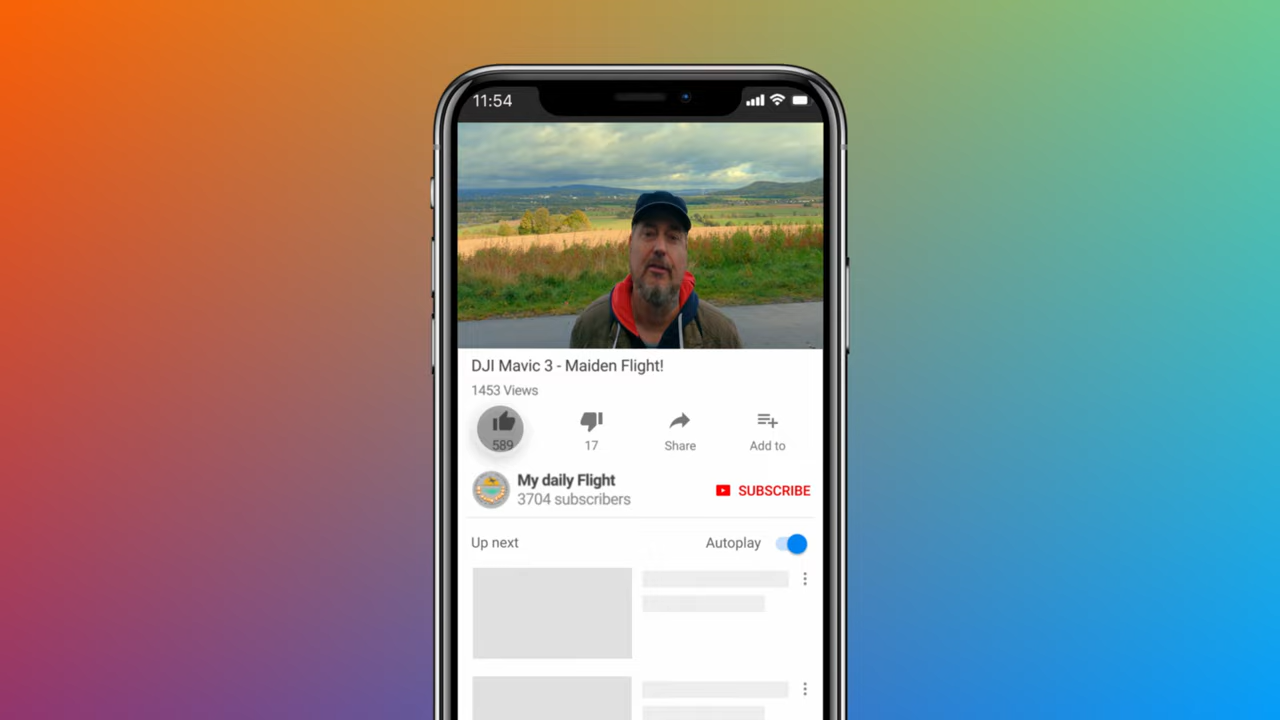 11:54
DJI Mavic 3 - Maiden Flight!
1453 Views
589
17
Share
Add to
My daily Flight
3704 subscribers
SUBSCRIBE
Up next
Autoplay